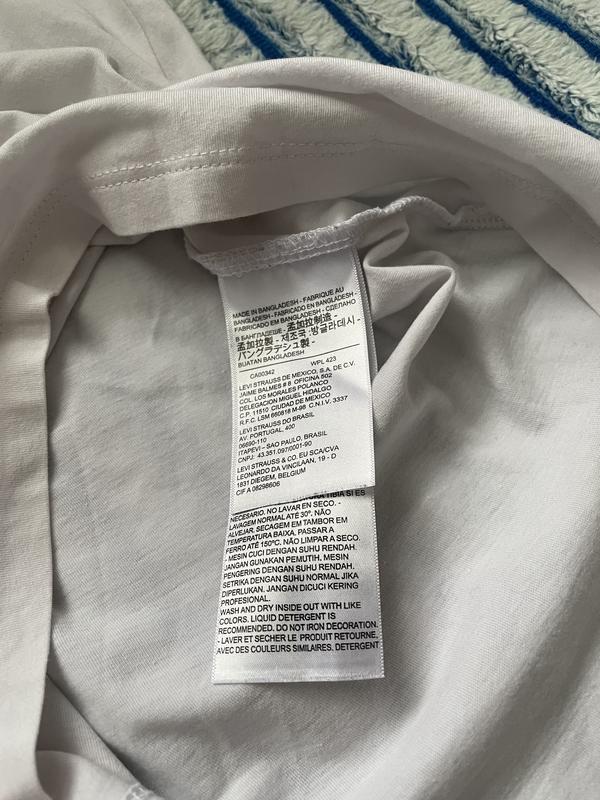 MADE IN BANGLADESH - FABRIQUE AU
BANGLADESH - FABRICADO EN BANGLADESH -
FABRICADO EM BANGLADESH - СДЕЛАНО
В БАНГЛАДЕШЕ - 孟加拉制造 -
孟加拉製 - 제조국 :방글라데시 -
バングラデシュ製 -
BUATAN BANGLADESH
CA00342 WPL 423
LEVI STRAUSS DE MEXICO, S.A. DE C.V.
JAIME BALMES # 8 OFICINA 502
COL. LOS MORALES POLANCO
DELEGACION MIGUEL HIDALGO
C.P. 11510 CIUDAD DE MEXICO
R.F.C. LSM 660818 M-96 C.N.I.V. 3337
LEVI STRAUSS DO BRASIL
AV. PORTUGAL, 400
06690-110
ITAPEVI – SAO PAULO, BRASIL
CNPJ: 43.351.097/0001-90
LEVI STRAUSS & CO. EU SCA/CVA
LEONARDO DA VINCILAAN, 19 - D
1831 DIEGEM, BELGIUM
CIF A 08298606
TIBIA SI ES
NECESARIO. NO LAVAR EN SECO. -
LAVAGEM NORMAL ATÉ 30°. NÃO
ALVEJAR. SECAGEM EM TAMBOR EM
TEMPERATURA BAIXA. PASSAR A
FERRO ATÉ 150ºC. NÃO LIMPAR A SECO.
- MESIN CUCI DENGAN SUHU RENDAH.
JANGAN GUNAKAN PEMUTIH. MESIN
PENGERING DENGAN SUHU RENDAH.
SETRIKA DENGAN SUHU NORMAL JIKA
DIPERLUKAN. JANGAN DICUCI KERING
PROFESIONAL.
WASH AND DRY INSIDE OUT WITH LIKE
COLORS. LIQUID DETERGENT IS
RECOMMENDED. DO NOT IRON DECORATION.
- LAVER ET SECHER LE PRODUIT RETOURNE,
AVEC DES COULEURS SIMILAIRES. DETERGENT